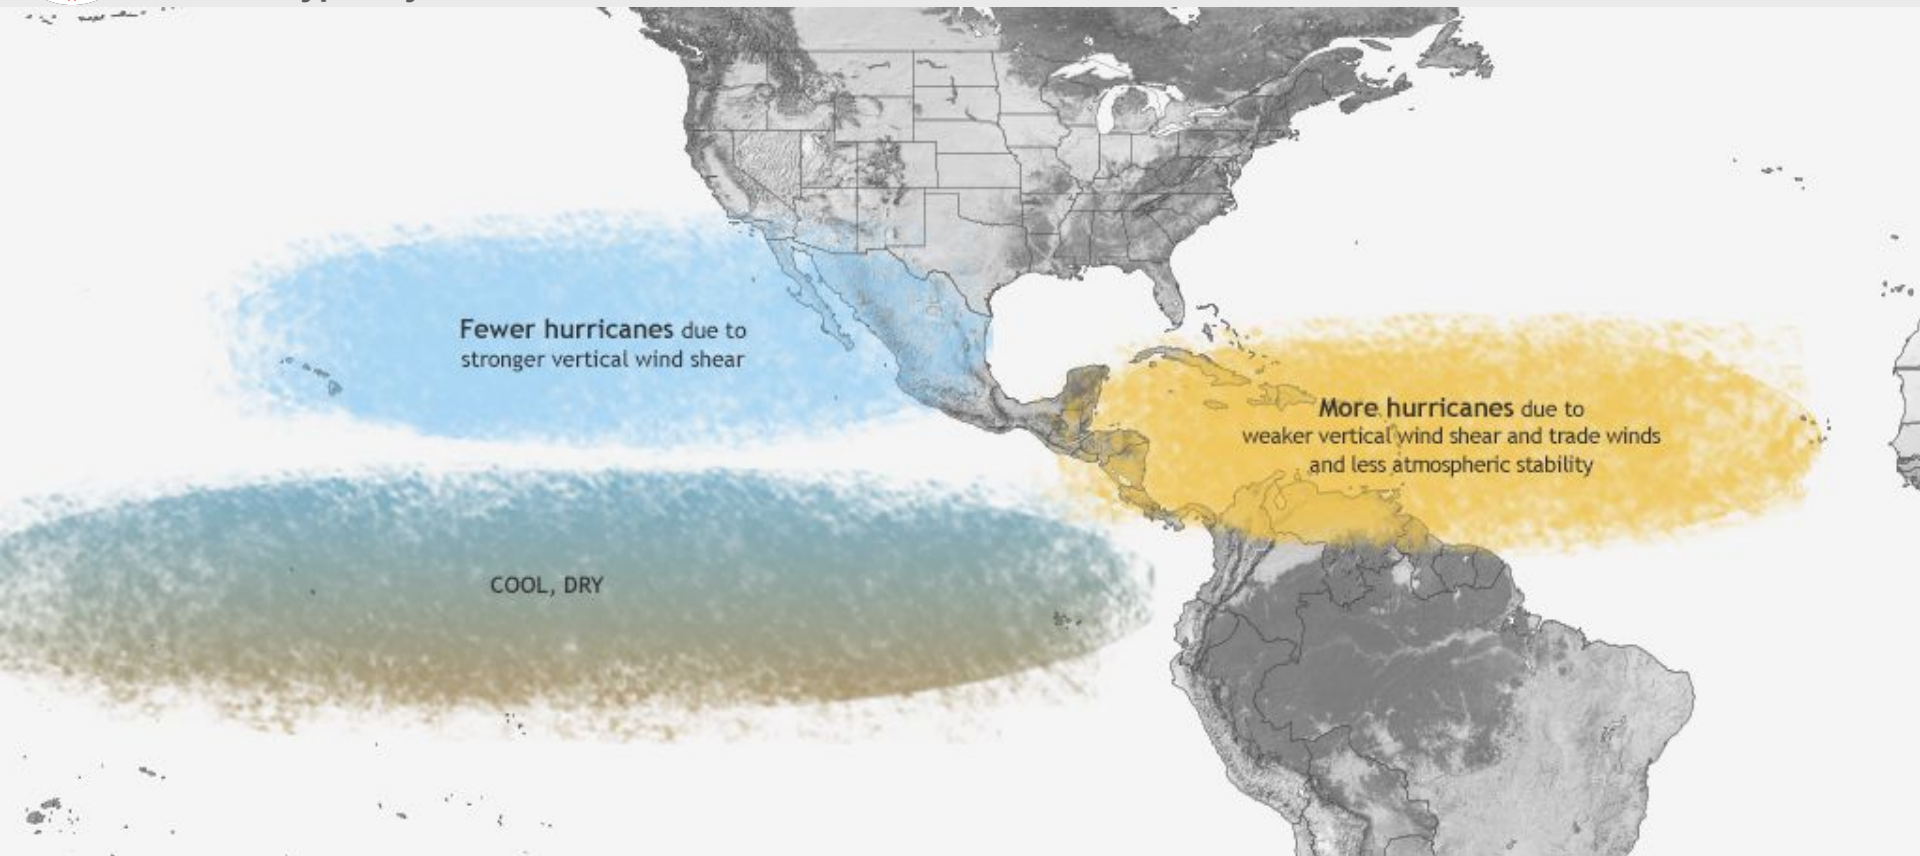 Fewer hurricanes due to
stronger vertical wind shear
More hurricanes due to
weaker vertical wind shear and trade winds
and less atmospheric stability
COOL, DRY